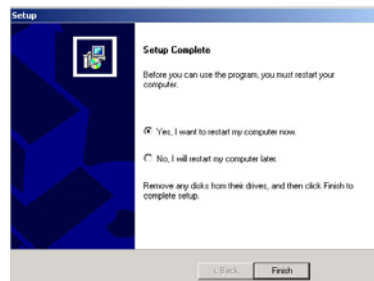 Setup
Setup Complete
Before you can use the program, you must restart your
computer.
Yes, I want to restart my computer now.
No, I will restart my computer later.
Remove any disks from their drives, and then click Finish to
complete setup.
< Back
Finish